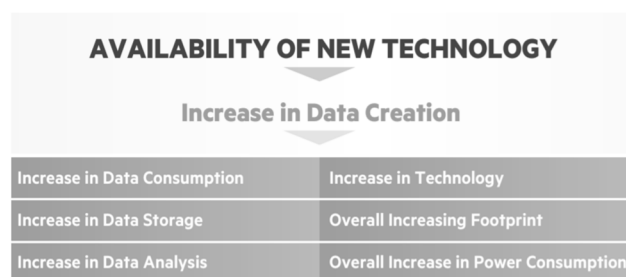 AVAILABILITY OF NEW TECHNOLOGY
Increase in Data Creation
Increase in Data Consumption
Increase in Technology
Increase in Data Storage
Overall Increasing Footprint
Increase in Data Analysis
Overall Increase in Power Consumption